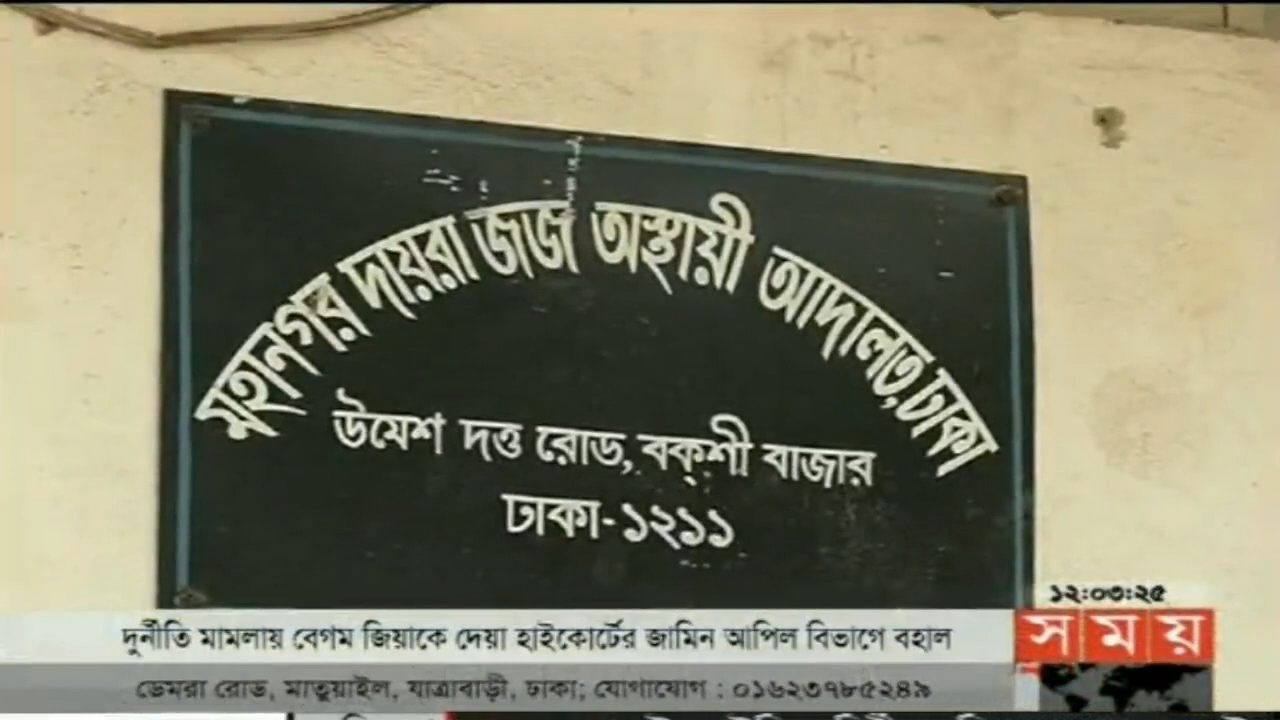 মহানগর দায়রা জজ অস্থায়ী আদালত, ঢাকা
উমেশ দত্ত রোড, বক্‌শী বাজার
ঢাকা-১২১১
১২:০৩:২৫
দুর্নীতি মামলায় বেগম জিয়াকে দেয়া হাইকোর্টের জামিন আপিল বিভাগে বহাল
সময়
ডেমরা রোড, মাতুয়াইল, যাত্রাবাড়ী, ঢাকা; যোগাযোগ : ০১৬২৩৭৮৫২৪৯